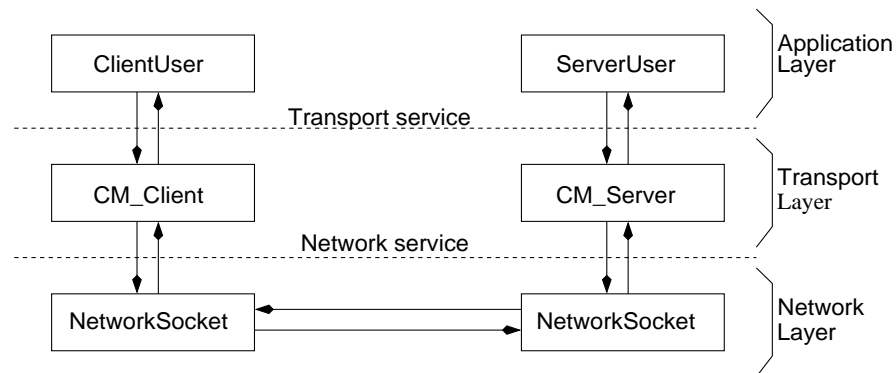 ClientUser
ServerUser
Application
Layer
Transport service
CM_Client
CM_Server
Transport
Layer
Network service
NetworkSocket
NetworkSocket
Network
Layer